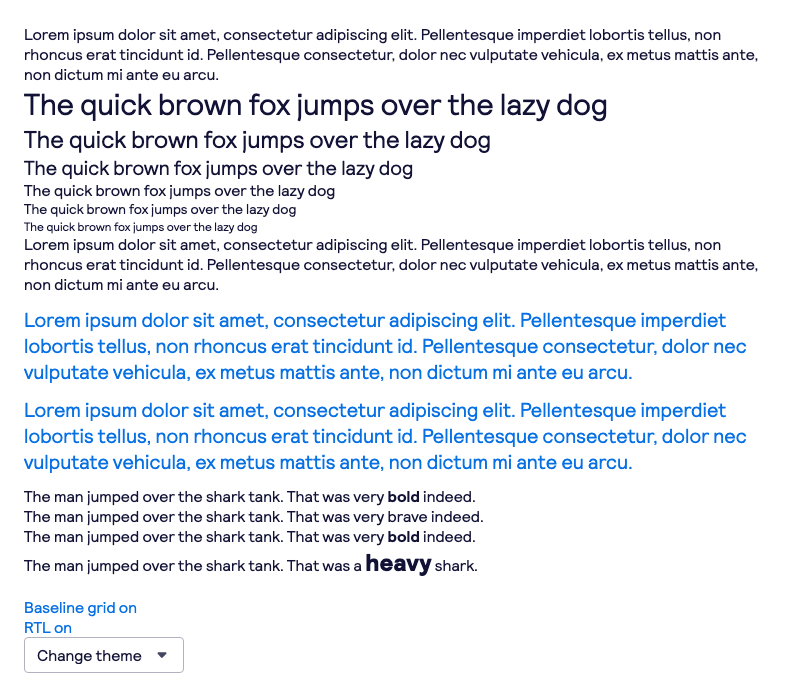 Lorem ipsum dolor sit amet, consectetur adipiscing elit. Pellentesque imperdiet lobortis tellus, non
rhoncus erat tincidunt id. Pellentesque consectetur, dolor nec vulputate vehicula, ex metus mattis ante,
non dictum mi ante eu arcu.
The quick brown fox jumps over the lazy dog
The quick brown fox jumps over the lazy dog
The quick brown fox jumps over the lazy dog
The quick brown fox jumps over the lazy dog
The quick brown fox jumps over the lazy dog
The quick brown fox jumps over the lazy dog
Lorem ipsum dolor sit amet, consectetur adipiscing elit. Pellentesque imperdiet lobortis tellus, non
rhoncus erat tincidunt id. Pellentesque consectetur, dolor nec vulputate vehicula, ex metus mattis ante,
non dictum mi ante eu arcu.
Lorem ipsum dolor sit amet, consectetur adipiscing elit. Pellentesque imperdiet
lobortis tellus, non rhoncus erat tincidunt id. Pellentesque consectetur, dolor nec
vulputate vehicula, ex metus mattis ante, non dictum mi ante eu arcu.
Lorem ipsum dolor sit amet, consectetur adipiscing elit. Pellentesque imperdiet
lobortis tellus, non rhoncus erat tincidunt id. Pellentesque consectetur, dolor nec
vulputate vehicula, ex metus mattis ante, non dictum mi ante eu arcu.
The man jumped over the shark tank. That was very bold indeed.
The man jumped over the shark tank. That was very brave indeed.
The man jumped over the shark tank. That was very bold indeed.
The man jumped over the shark tank. That was a heavy shark.
Baseline grid on
RTL on
Change theme